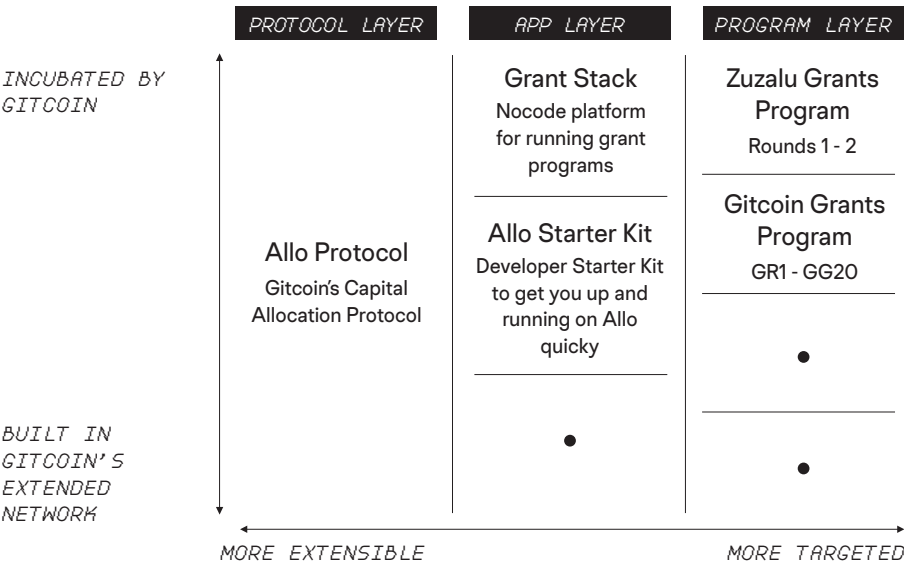 PROTOCOL LAYER
APP LAYER
PROGRAM LAYER
INCUBATED BY
GITCOIN
Allo Protocol
Gitcoin's Capital
Allocation Protocol
Grant Stack
Nocode platform
for running grant
programs
Allo Starter Kit
Developer Starter Kit
to get you up and
running on Allo
quicky
Zuzalu Grants
Program
Rounds 1 - 2
Gitcoin Grants
Program
GR1 - GG20
BUILT IN
GITCOIN'S
EXTENDED
NETWORK
MORE EXTENSIBLE
MORE TARGETED